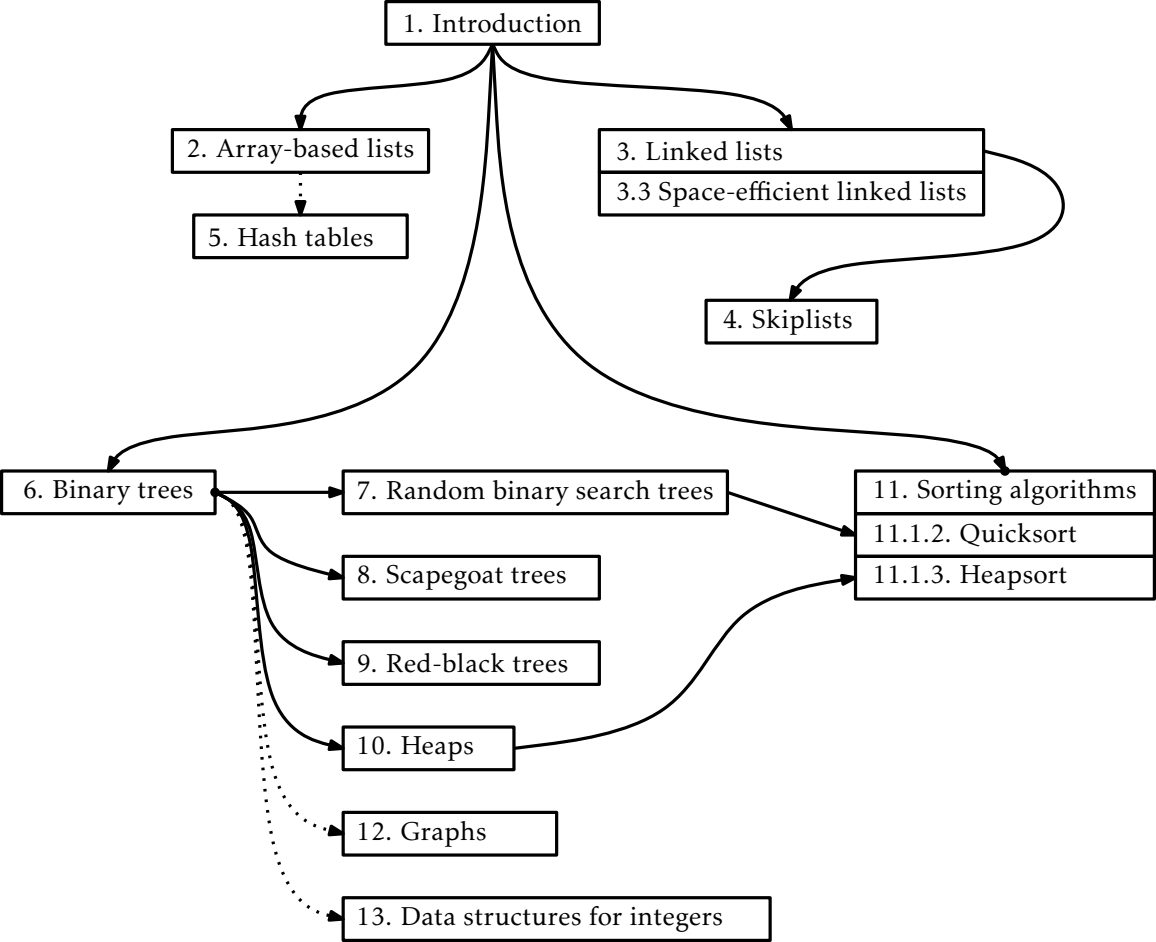 1. Introduction
2. Array-based lists
3. Linked lists
3.3 Space-efficient linked lists
5. Hash tables
4. Skiplists
6. Binary trees
7. Random binary search trees
11. Sorting algorithms
11.1.2. Quicksort
8. Scapegoat trees
11.1.3. Heapsort
9. Red-black trees
10. Heaps
12. Graphs
13. Data structures for integers